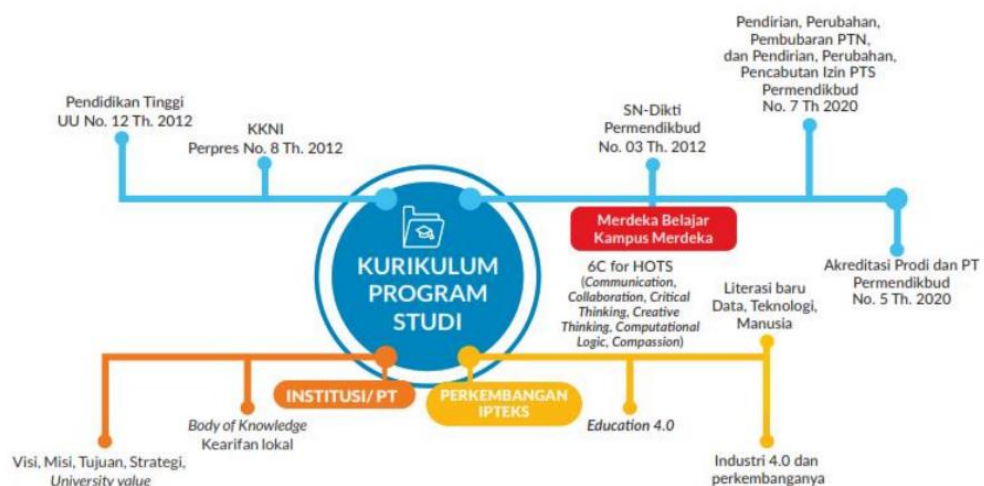 Pendirian, Perubahan,
Pembubaran PTN,
dan Pendirian, Perubahan,
Pencabutan Izin PTS
Permendikbud
No. 7 Th 2020
Pendidikan Tinggi
UU No. 12 Th. 2012
KKNI
Perpres No. 8 Th. 2012
SN-Dikti
Permendikbud
No. 03 Th. 2012
Merdeka Belajar
Kampus Merdeka
KURIKULUM
PROGRAM
STUDI
6C for HOTS
(Communication,
Collaboration, Critical
Thinking, Creative
Thinking, Computational
Logic, Compassion)
Literasi baru
Data, Teknologi,
Manusia
Akreditasi Prodi dan PT
Permendikbud
No. 5 Th. 2020
INSTITUSI/ PT
PERKEMBANGAN
IPTEKS
Body of Knowledge
Kearifan lokal
Education 4.0
Visi, Misi, Tujuan, Strategi,
University value
Industri 4.0 dan
perkembanganya